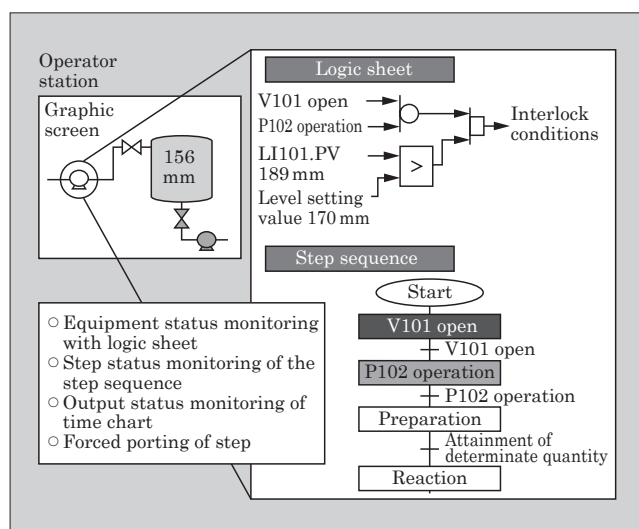 Operator
station
Graphic
screen
156
mm
Logic sheet
V101 open
P102 operation
LI101.PV
189 mm
Level setting
value 170 mm
>
Interlock
conditions
Step sequence
Start
V101 open
V101 open
P102 operation
P102 operation
Preparation
Attainment of
determinate quantity
Reaction
○ Equipment status monitoring
with logic sheet
○ Step status monitoring of the
step sequence
○ Output status monitoring of
time chart
○ Forced porting of step